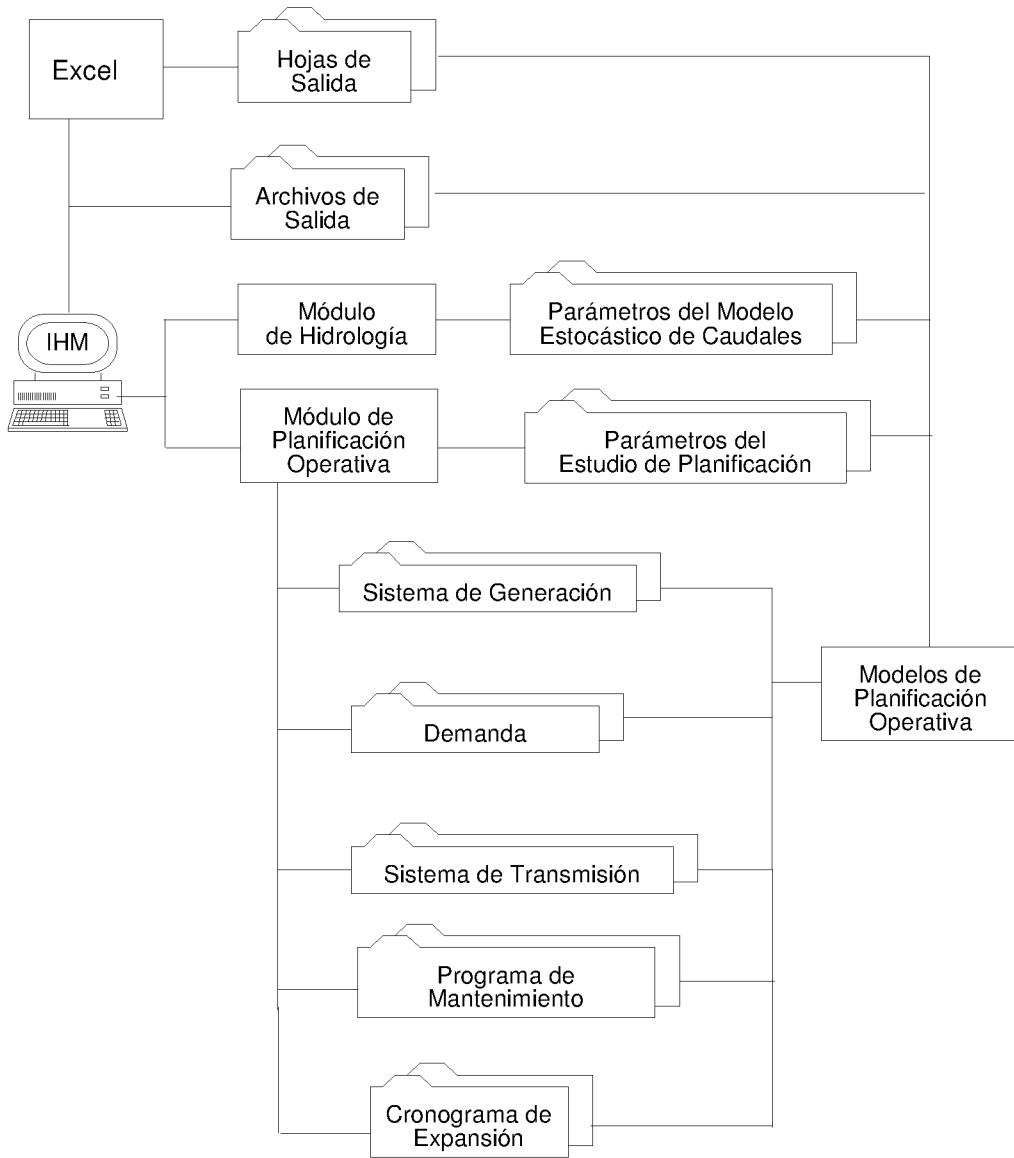 Excel
Hojas de
Salida
Archivos de
Salida
IHM
Módulo
de Hidrología
Parámetros del Modelo
Estocástico de Caudales
Módulo de
Planificación
Operativa
Parámetros del
Estudio de Planificación
Sistema de Generación
Modelos de
Planificación
Operativa
Demanda
Sistema de Transmisión
Programa de
Mantenimiento
Cronograma de
Expansión